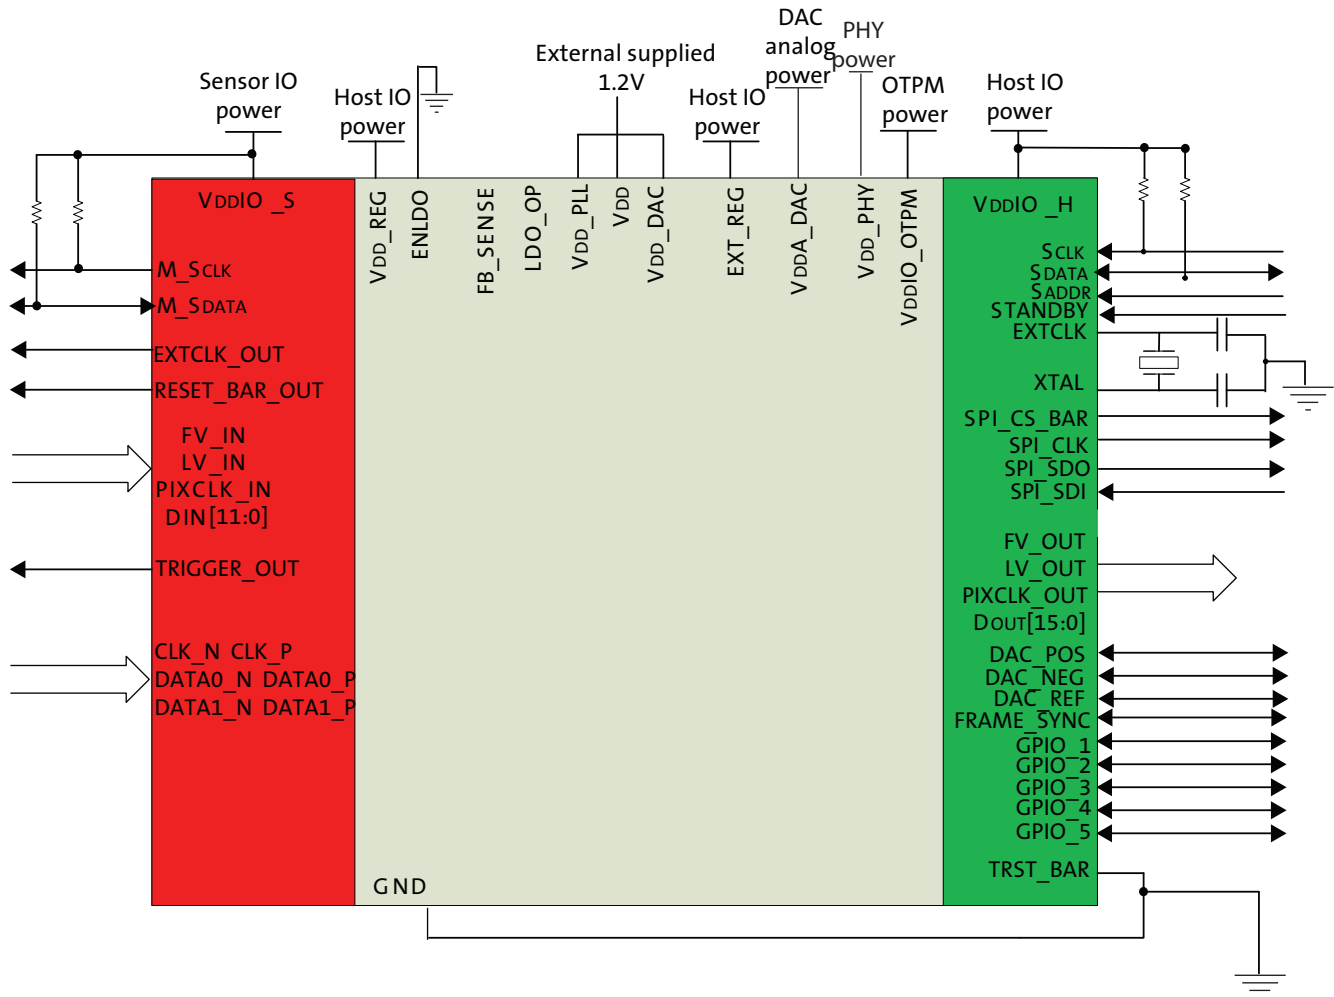 Sensor IO
power
Host IO
power
External supplied
1.2V
Host IO
power
DAC
analog
power
PHY
power
OTPM
power
Host IO
power
VDDIO _S
VDD_REG
ENLDO
FB_SENSE
LDO_OP
VDD_PLL
VDD
VDD_DAC
EXT_REG
VDDA_DAC
VDD_PHY
VDDIO_OTPM
VDDIO _H
M_SCLK
M_SDATA
EXTCLK_OUT
RESET_BAR_OUT
FV_IN
LV_IN
PIXCLK_IN
DIN[11:0]
TRIGGER_OUT
CLK_N CLK_P
DATA0_N DATA0_P
DATA1_N DATA1_P
SCLK
SDATA
SADDR
STANDBY
EXTCLK
XTAL
SPI_CS_BAR
SPI_CLK
SPI_SDO
SPI_SDI
FV_OUT
LV_OUT
PIXCLK_OUT
DOUT[15:0]
DAC_POS
DAC_NEG
DAC_REF
FRAME_SYNC
GPIO_1
GPIO_2
GPIO_3
GPIO_4
GPIO_5
TRST_BAR
GND